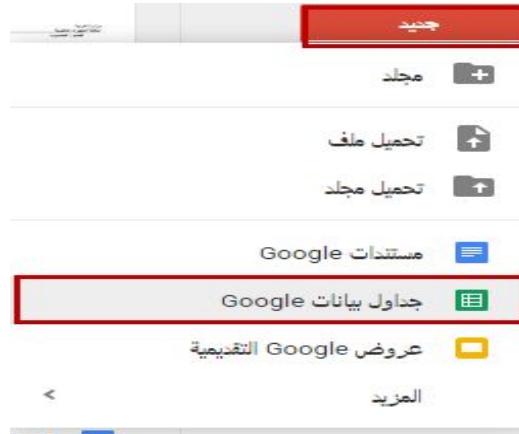 جديد
مجلد
تحميل ملف
تحميل مجلد
مستندات Google
جداول بيانات Google
عروض Google التقديمية
المزيد